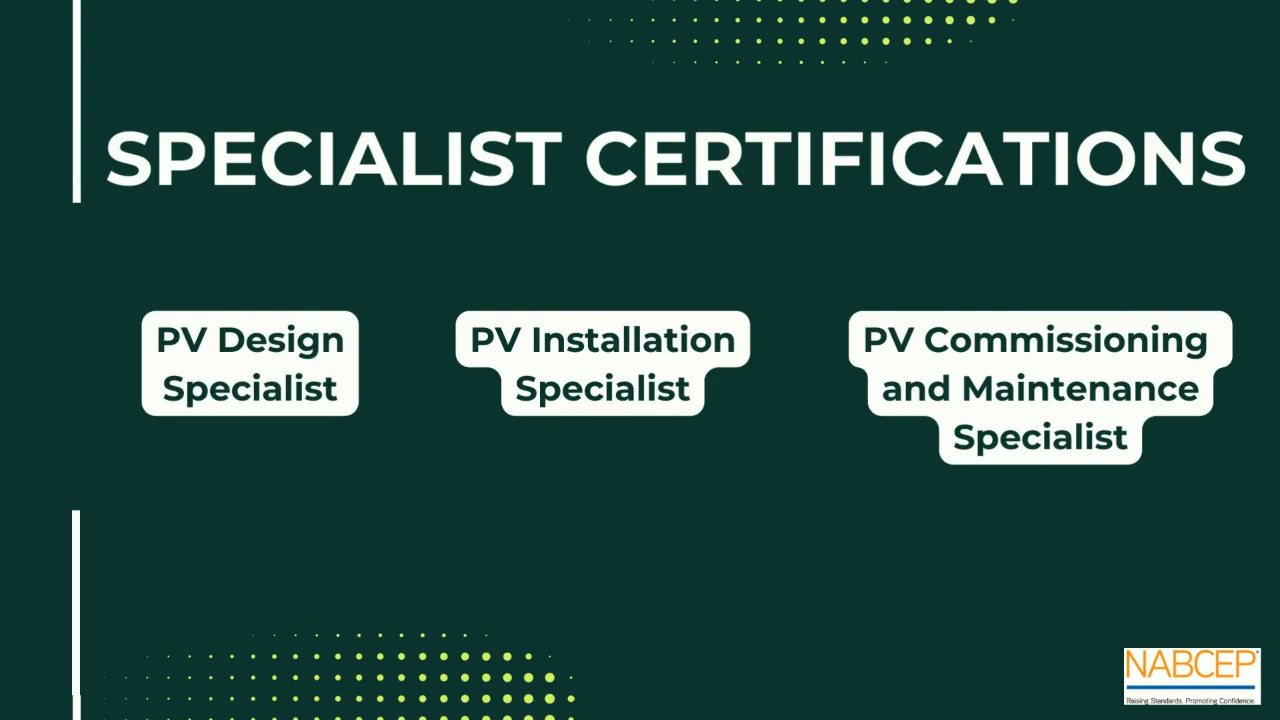 SPECIALIST CERTIFICATIONS
PV Design
Specialist
PV Installation
Specialist
PV Commissioning
and Maintenance
Specialist
NABCEP
Raising Standards. Promoting Confidence.